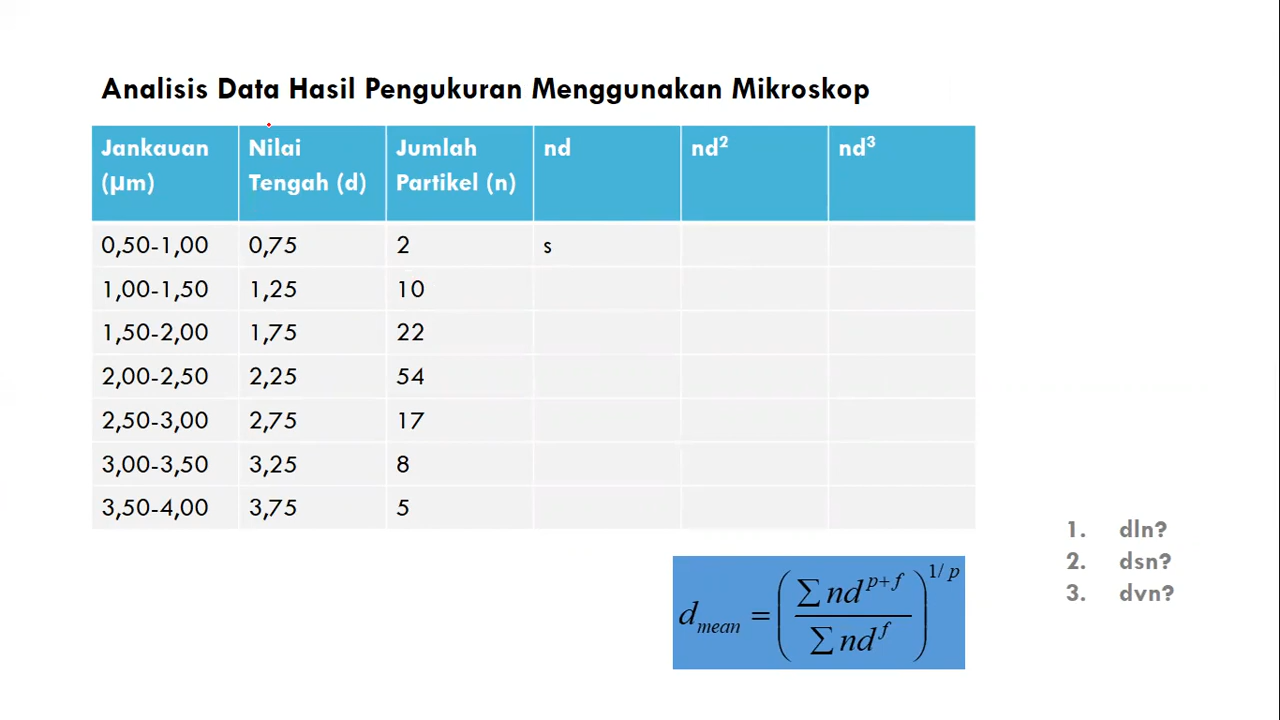 Analisis Data Hasil Pengukuran Menggunakan Mikroskop
Jankauan (µm) Nilai Tengah (d) Jumlah Partikel (n) nd nd² nd³
0,50-1,00 0,75 2 s
1,00-1,50 1,25 10
1,50-2,00 1,75 22
2,00-2,50 2,25 54
2,50-3,00 2,75 17
3,00-3,50 3,25 8
3,50-4,00 3,75 5
1. dln?
2. dsn?
3. dvn?
d_mean = (∑nd^(p+f) / ∑nd^f)^(1/p)